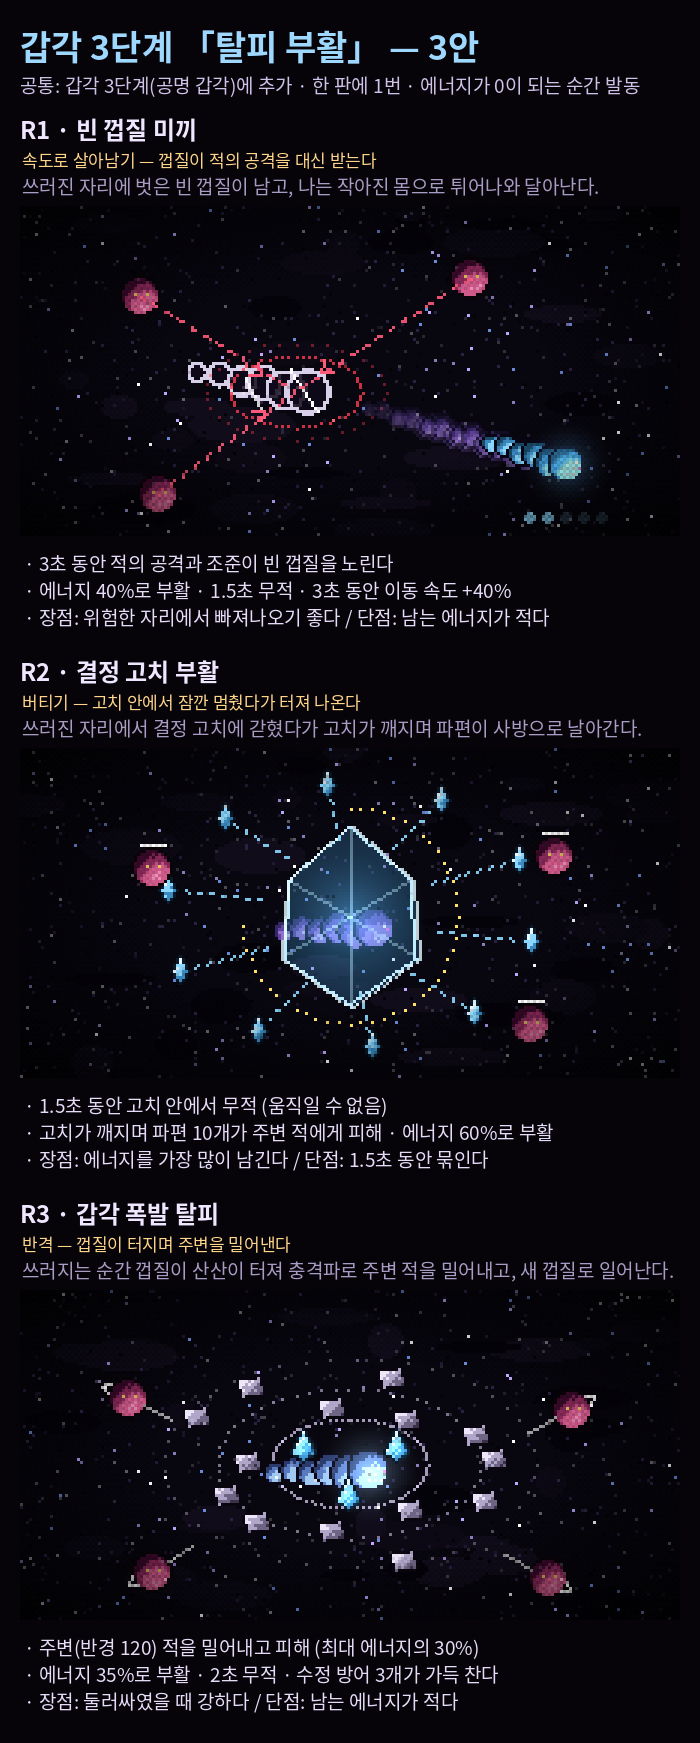 갑각 3단계 「탈피 부활」 — 3안
공통: 갑각 3단계(공명 갑각)에 추가 · 한 판에 1번 · 에너지가 0이 되는 순간 발동
R1 · 빈 껍질 미끼
속도로 살아남기 — 껍질이 적의 공격을 대신 받는다
쓰러진 자리에 벗은 빈 껍질이 남고, 나는 작아진 몸으로 튀어나와 달아난다.
· 3초 동안 적의 공격과 조준이 빈 껍질을 노린다
· 에너지 40%로 부활 · 1.5초 무적 · 3초 동안 이동 속도 +40%
· 장점: 위험한 자리에서 빠져나오기 좋다 / 단점: 남는 에너지가 적다
R2 · 결정 고치 부활
버티기 — 고치 안에서 잠깐 멈췄다가 터져 나온다
쓰러진 자리에서 결정 고치에 갇혔다가 고치가 깨지며 파편이 사방으로 날아간다.
· 1.5초 동안 고치 안에서 무적 (움직일 수 없음)
· 고치가 깨지며 파편 10개가 주변 적에게 피해 · 에너지 60%로 부활
· 장점: 에너지를 가장 많이 남긴다 / 단점: 1.5초 동안 묶인다
R3 · 갑각 폭발 탈피
반격 — 껍질이 터지며 주변을 밀어낸다
쓰러지는 순간 껍질이 산산이 터져 충격파로 주변 적을 밀어내고, 새 껍질로 일어난다.
· 주변(반경 120) 적을 밀어내고 피해 (최대 에너지의 30%)
· 에너지 35%로 부활 · 2초 무적 · 수정 방어 3개가 가득 찬다
· 장점: 둘러싸였을 때 강하다 / 단점: 남는 에너지가 적다